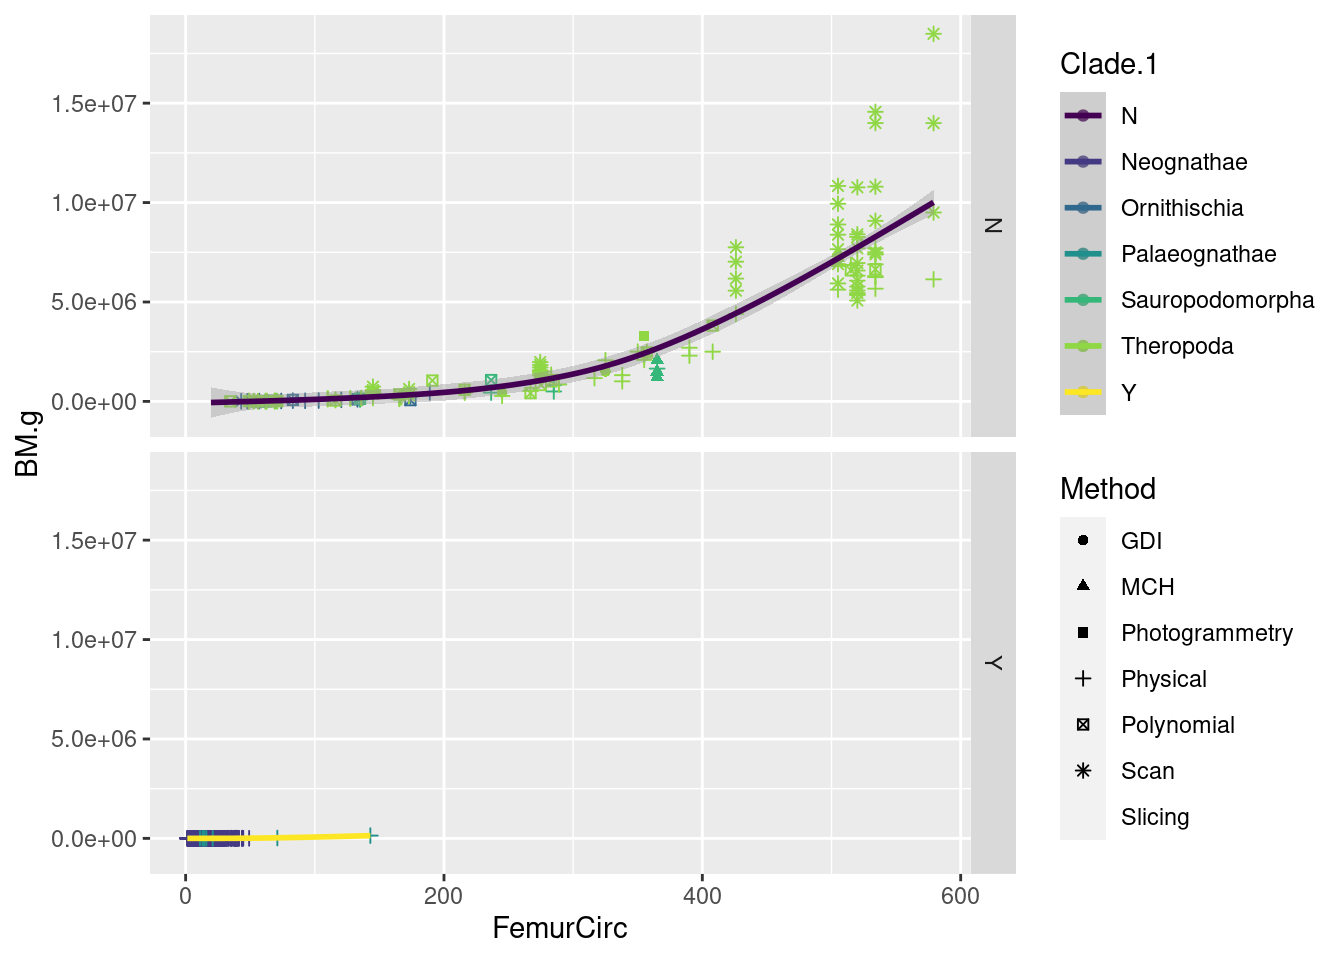 1.5e+07
1.0e+07
5.0e+06
0.0e+00
N
1.5e+07
1.0e+07
5.0e+06
0.0e+00
Y
0
200
400
600
FemurCirc
BM.g
Clade.1
N
Neognathae
Ornithischia
Palaeognathae
Sauropodomorpha
Theropoda
Y
Method
GDI
MCH
Photogrammetry
Physical
Polynomial
Scan
Slicing